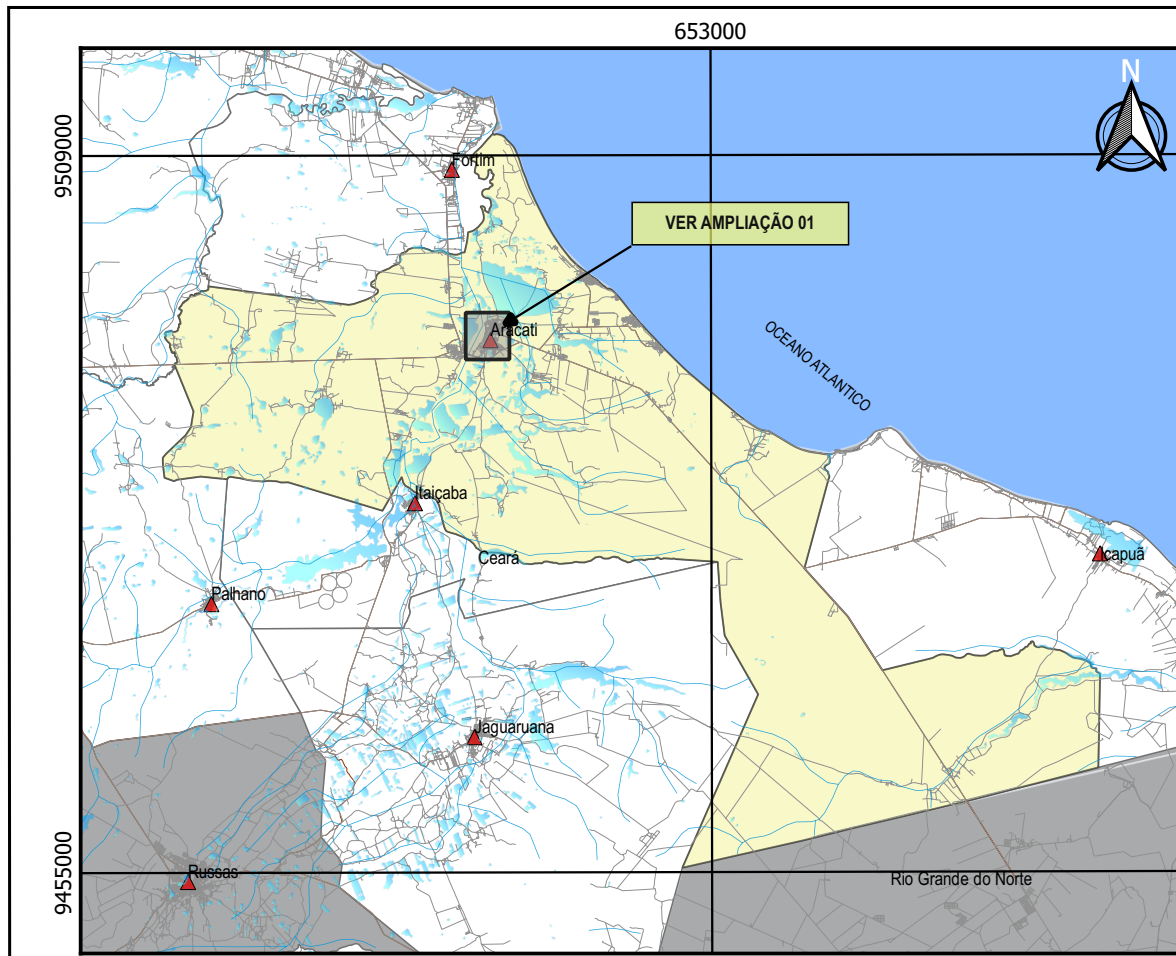 653000
N
9509000
Fortim
VER AMPLIAÇÃO 01
Aracati
OCEANO ATLANTICO
Itaiçaba
Ceará
Icapuã
Palhano
Jaguaruana
9455000
Russas
Rio Grande do Norte